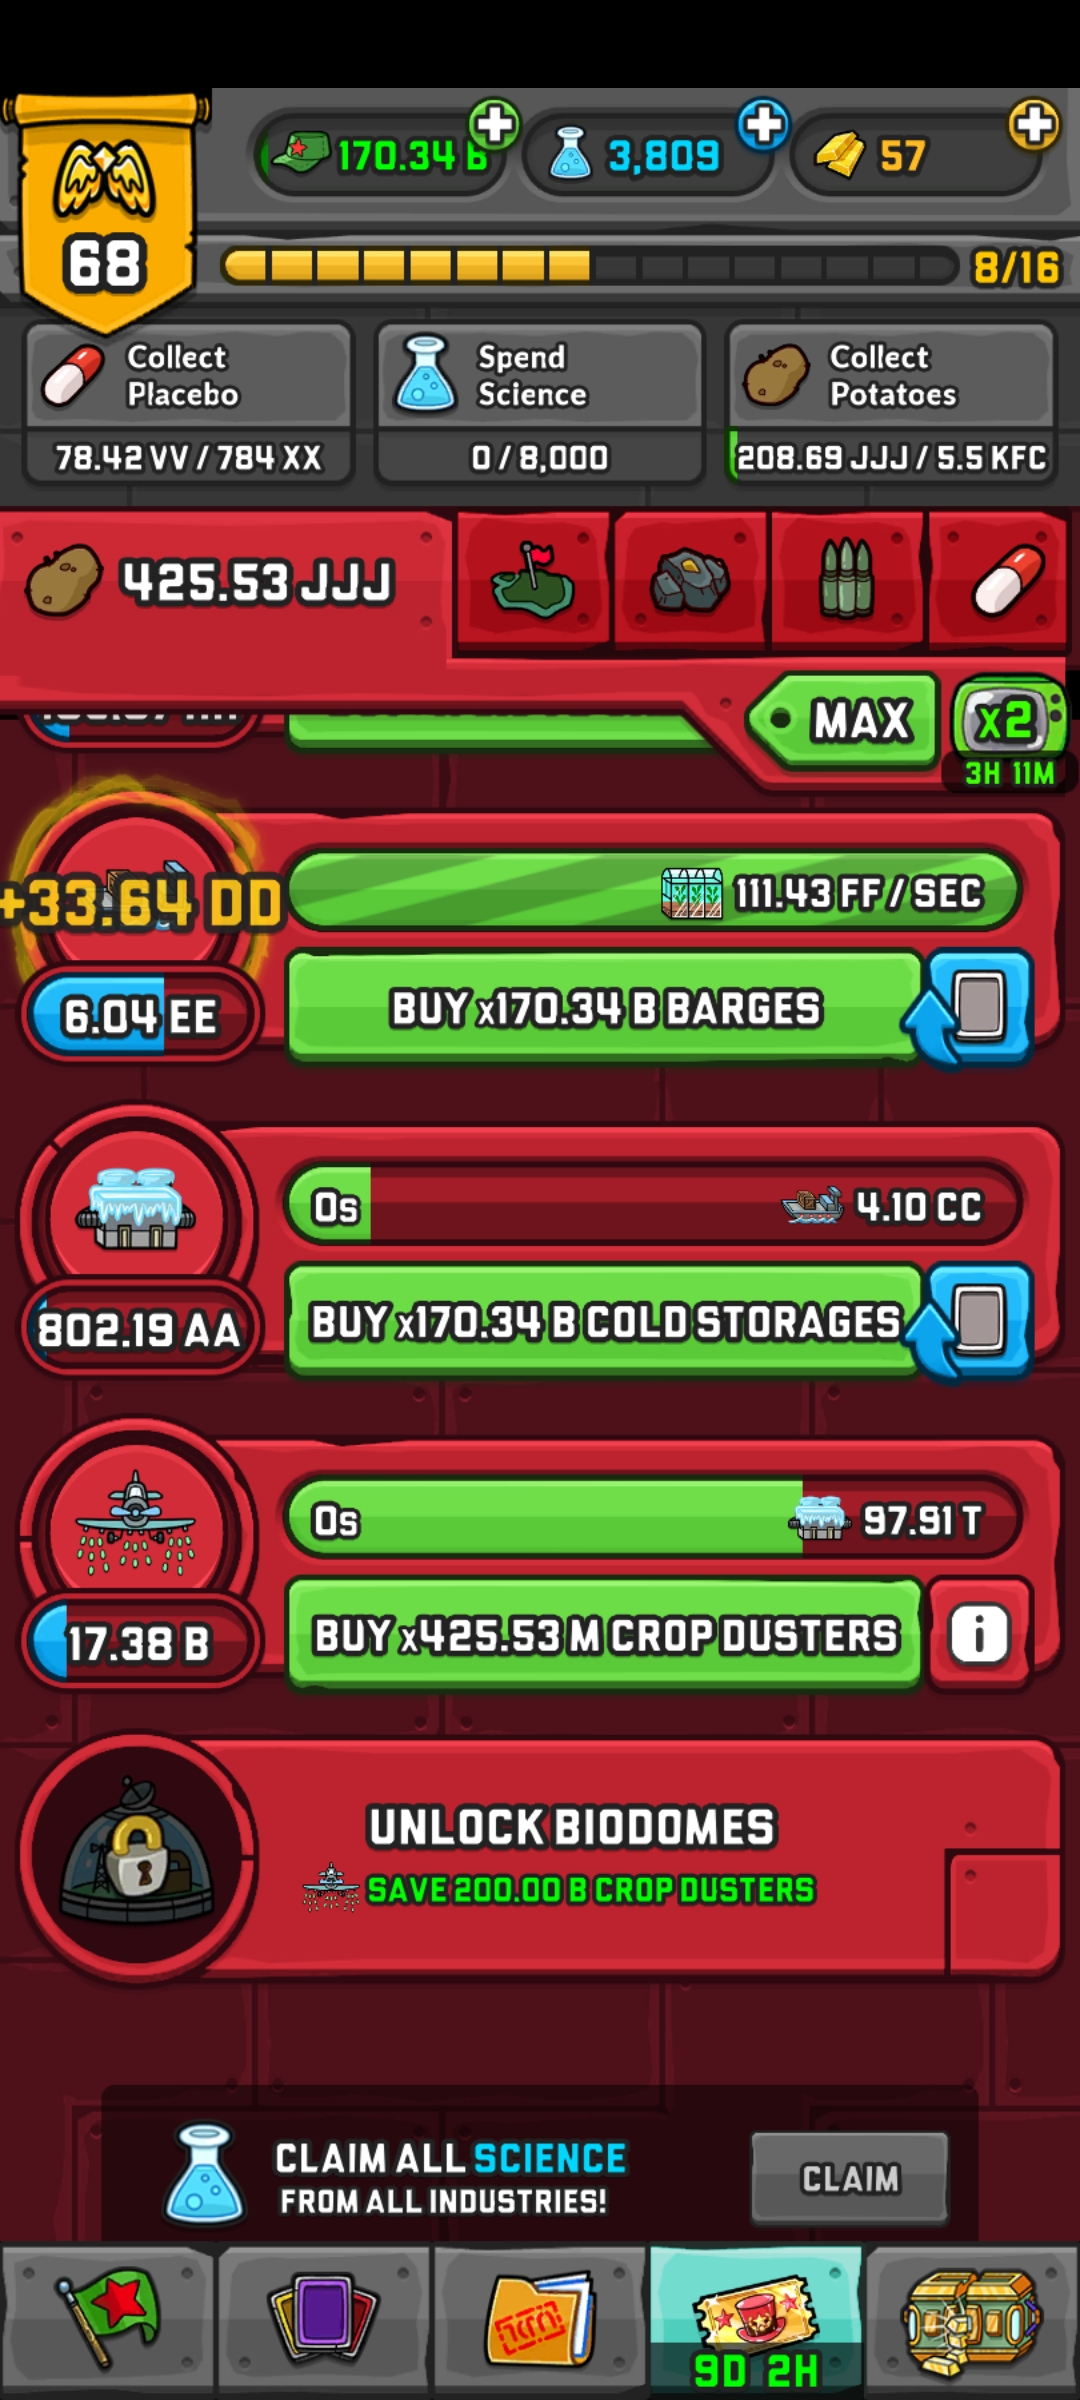 170.34 B
3,809
57
68
8/16
Collect
Placebo
78.42 VV / 784 XX
Spend
Science
0 / 8,000
Collect
Potatoes
208.69 JJJ / 5.5 KFC
425.53 JJJ
MAX
x2
3H 11M
+33.64 DD
111.43 FF / SEC
6.04 EE
BUY x170.34 B BARGES
0s
4.10 CC
802.19 AA
BUY x170.34 B COLD STORAGES
0s
97.91 T
17.38 B
BUY x425.53 M CROP DUSTERS
i
UNLOCK BIODOMES
SAVE 200.00 B CROP DUSTERS
CLAIM ALL SCIENCE
FROM ALL INDUSTRIES!
CLAIM
9D 2H